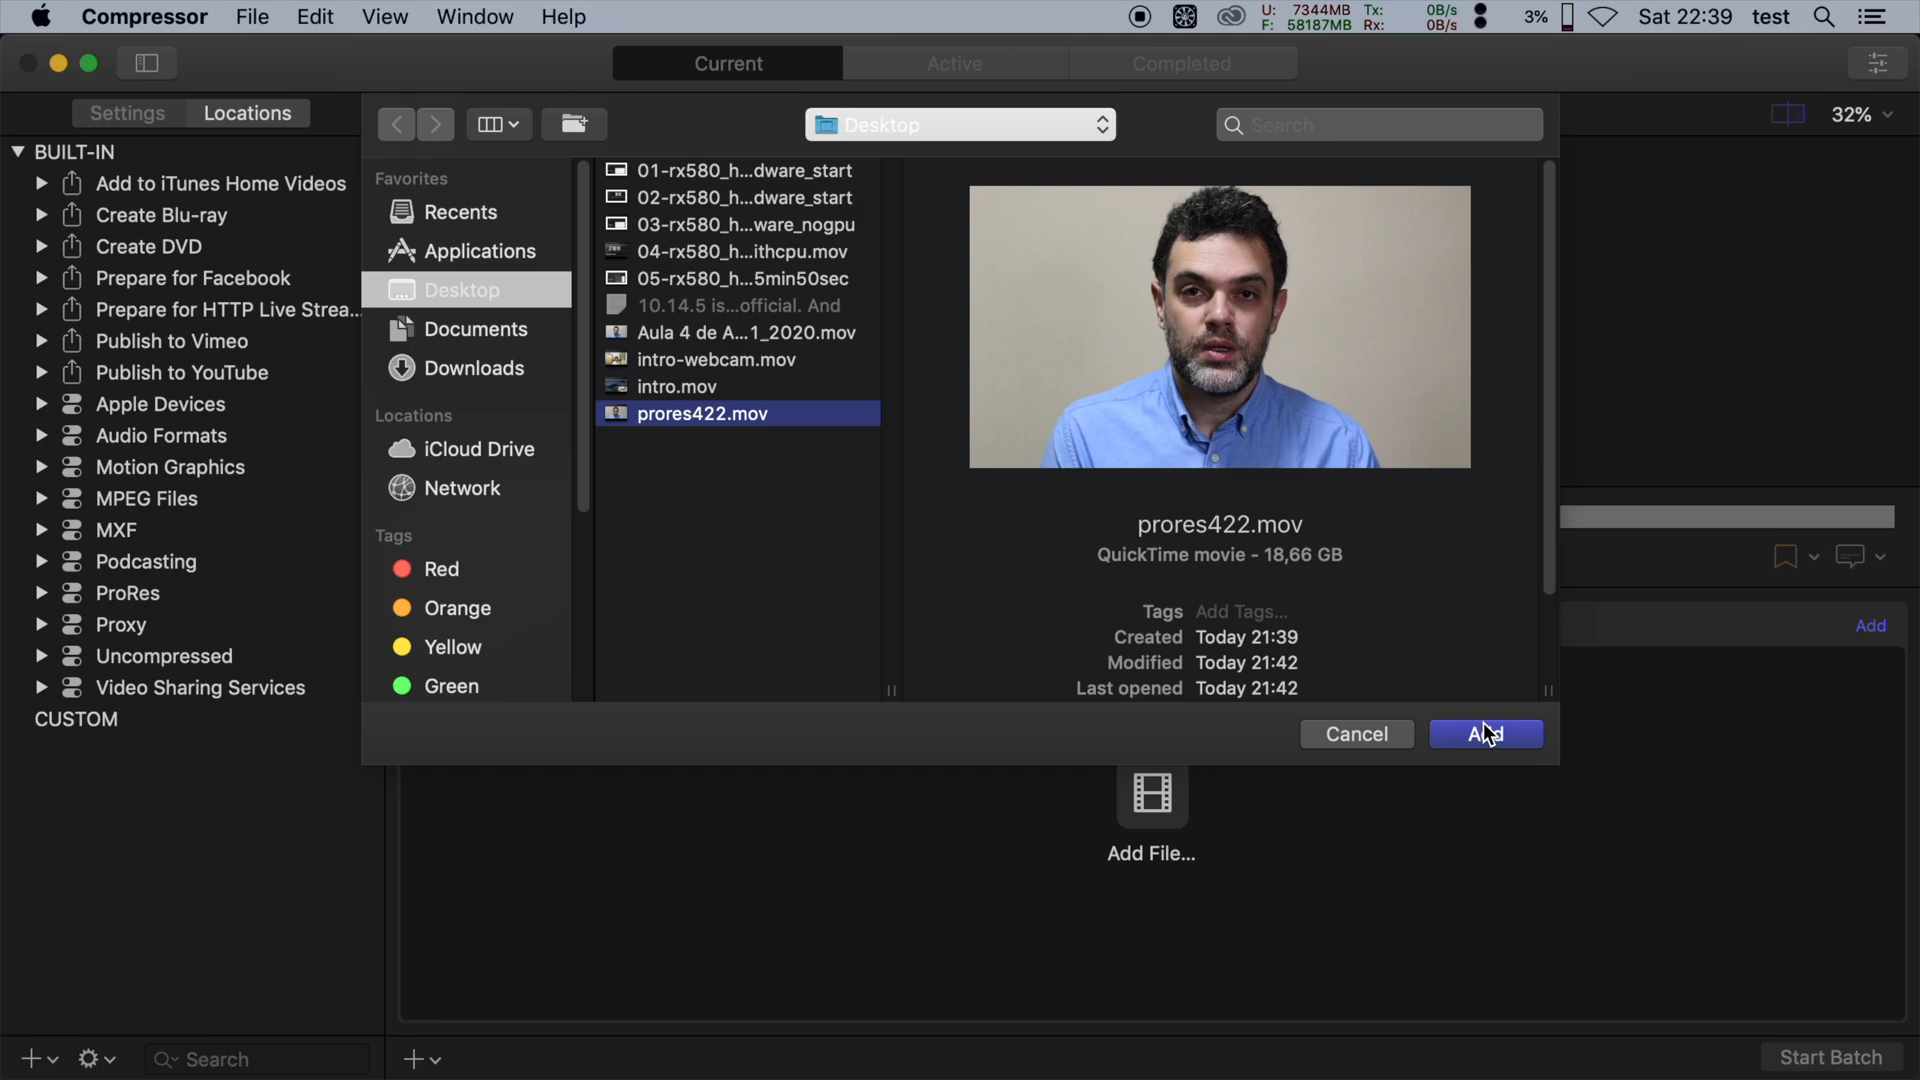 Compressor File Edit View Window Help U: 7344MB Tx: 0B/s F: 58187MB Rx: 0B/s 3% Sat 22:39 test
Current Active Completed
Settings Locations Desktop Search 32%
BUILT-IN
Add to iTunes Home Videos
Create Blu-ray
Create DVD
Prepare for Facebook
Prepare for HTTP Live Strea...
Publish to Vimeo
Publish to YouTube
Apple Devices
Audio Formats
Motion Graphics
MPEG Files
MXF
Podcasting
ProRes
Proxy
Uncompressed
Video Sharing Services
CUSTOM
Favorites
Recents
Applications
Desktop
Documents
Downloads
Locations
iCloud Drive
Network
Tags
Red
Orange
Yellow
Green
01-rx580_h...dware_start
02-rx580_h...dware_start
03-rx580_h...ware_nogpu
04-rx580_h...ithcpu.mov
05-rx580_h...5min50sec
10.14.5 is...official. And
Aula 4 de A...1_2020.mov
intro-webcam.mov
intro.mov
prores422.mov
prores422.mov
QuickTime movie - 18,66 GB
Tags Add Tags...
Created Today 21:39
Modified Today 21:42
Last opened Today 21:42
Cancel Add
Add
Add File...
Search
Start Batch